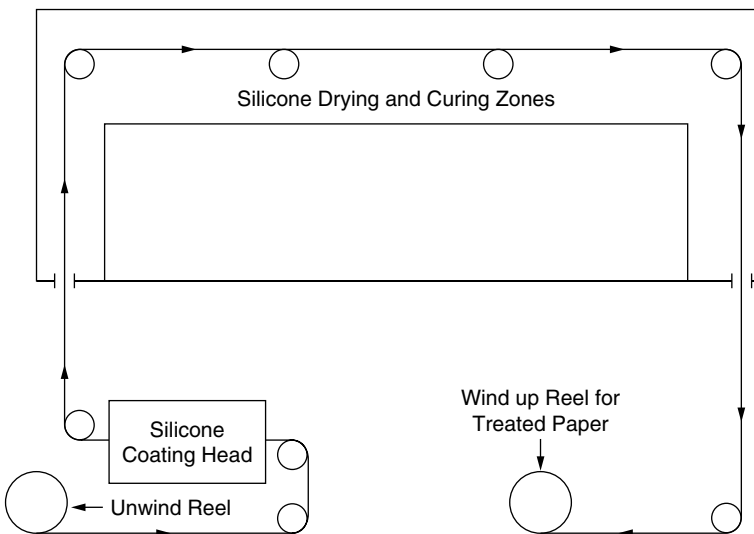 Silicone Drying and Curing Zones
Wind up Reel for
Treated Paper
Silicone
Coating Head
Unwind Reel